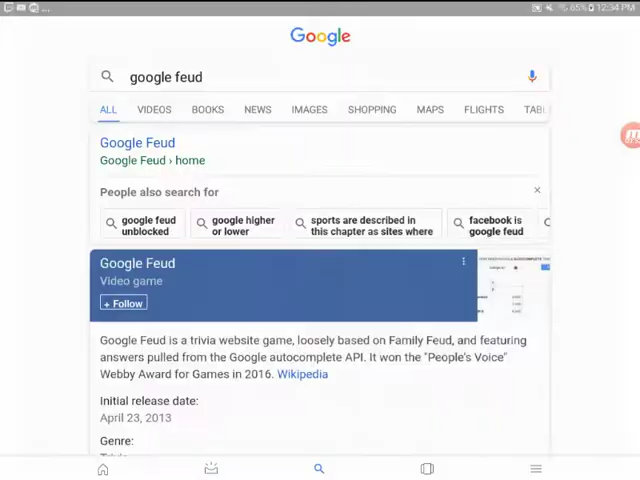 ... 65% 12:34 PM
Google
google feud
ALL VIDEOS BOOKS NEWS IMAGES SHOPPING MAPS FLIGHTS
Google Feud
Google Feud › home
People also search for
google feud unblocked
google higher or lower
sports are described in this chapter as sites where
facebook is google feud
Google Feud
Video game
+ Follow
Google Feud is a trivia website game, loosely based on Family Feud, and featuring
answers pulled from the Google autocomplete API. It won the "People's Voice"
Webby Award for Games in 2016. Wikipedia
Initial release date:
April 23, 2013
Genre: